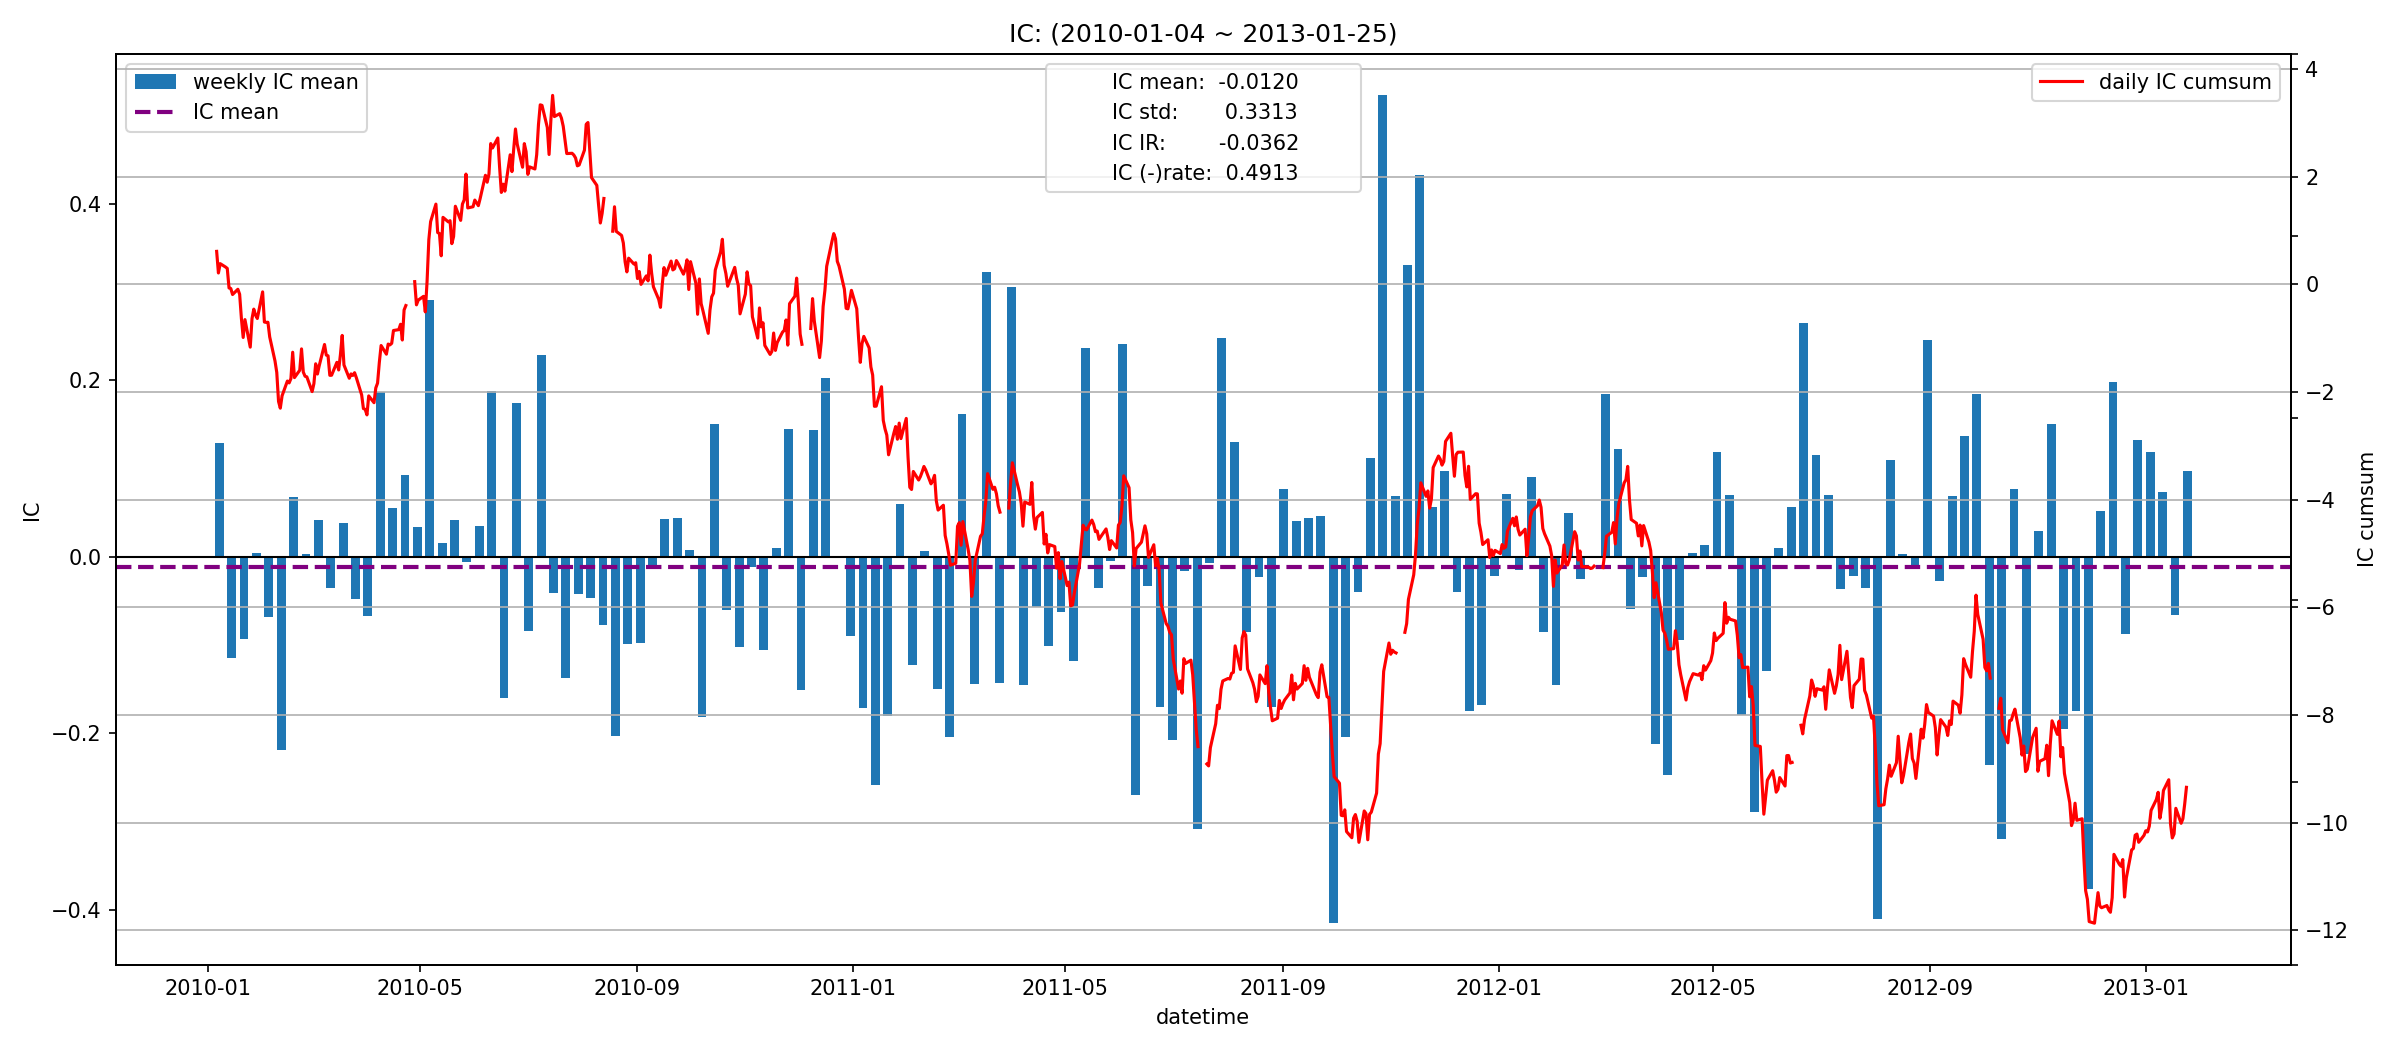 IC: (2010-01-04 ~ 2013-01-25)
weekly IC mean
IC mean
IC mean: -0.0120
IC std: 0.3313
IC IR: -0.0362
IC (-)rate: 0.4913
daily IC cumsum
0.4
0.2
0.0
−0.2
−0.4
IC
4
2
0
−2
−4
−6
−8
−10
−12
IC cumsum
2010-01 2010-05 2010-09 2011-01 2011-05 2011-09 2012-01 2012-05 2012-09 2013-01
datetime